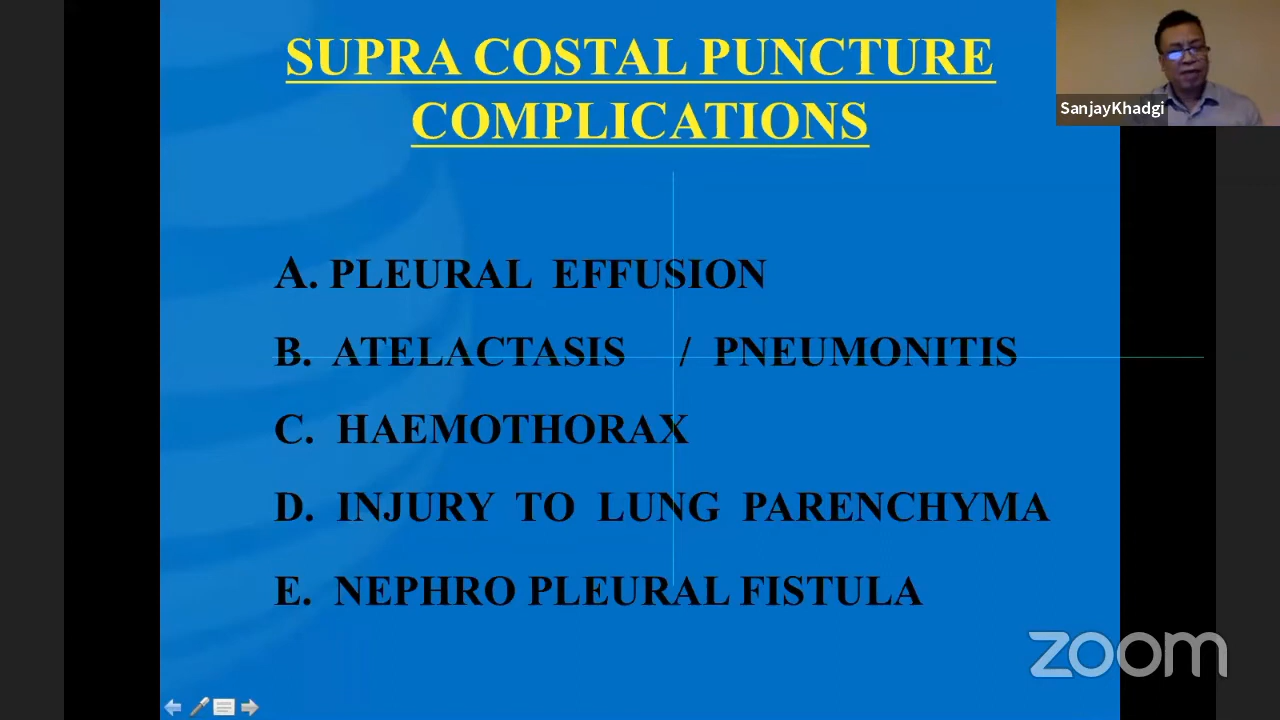 SUPRA COSTAL PUNCTURE
COMPLICATIONS
SanjayKhadgi
A. PLEURAL EFFUSION
B. ATELACTASIS / PNEUMONITIS
C. HAEMOTHORAX
D. INJURY TO LUNG PARENCHYMA
E. NEPHRO PLEURAL FISTULA
zoom